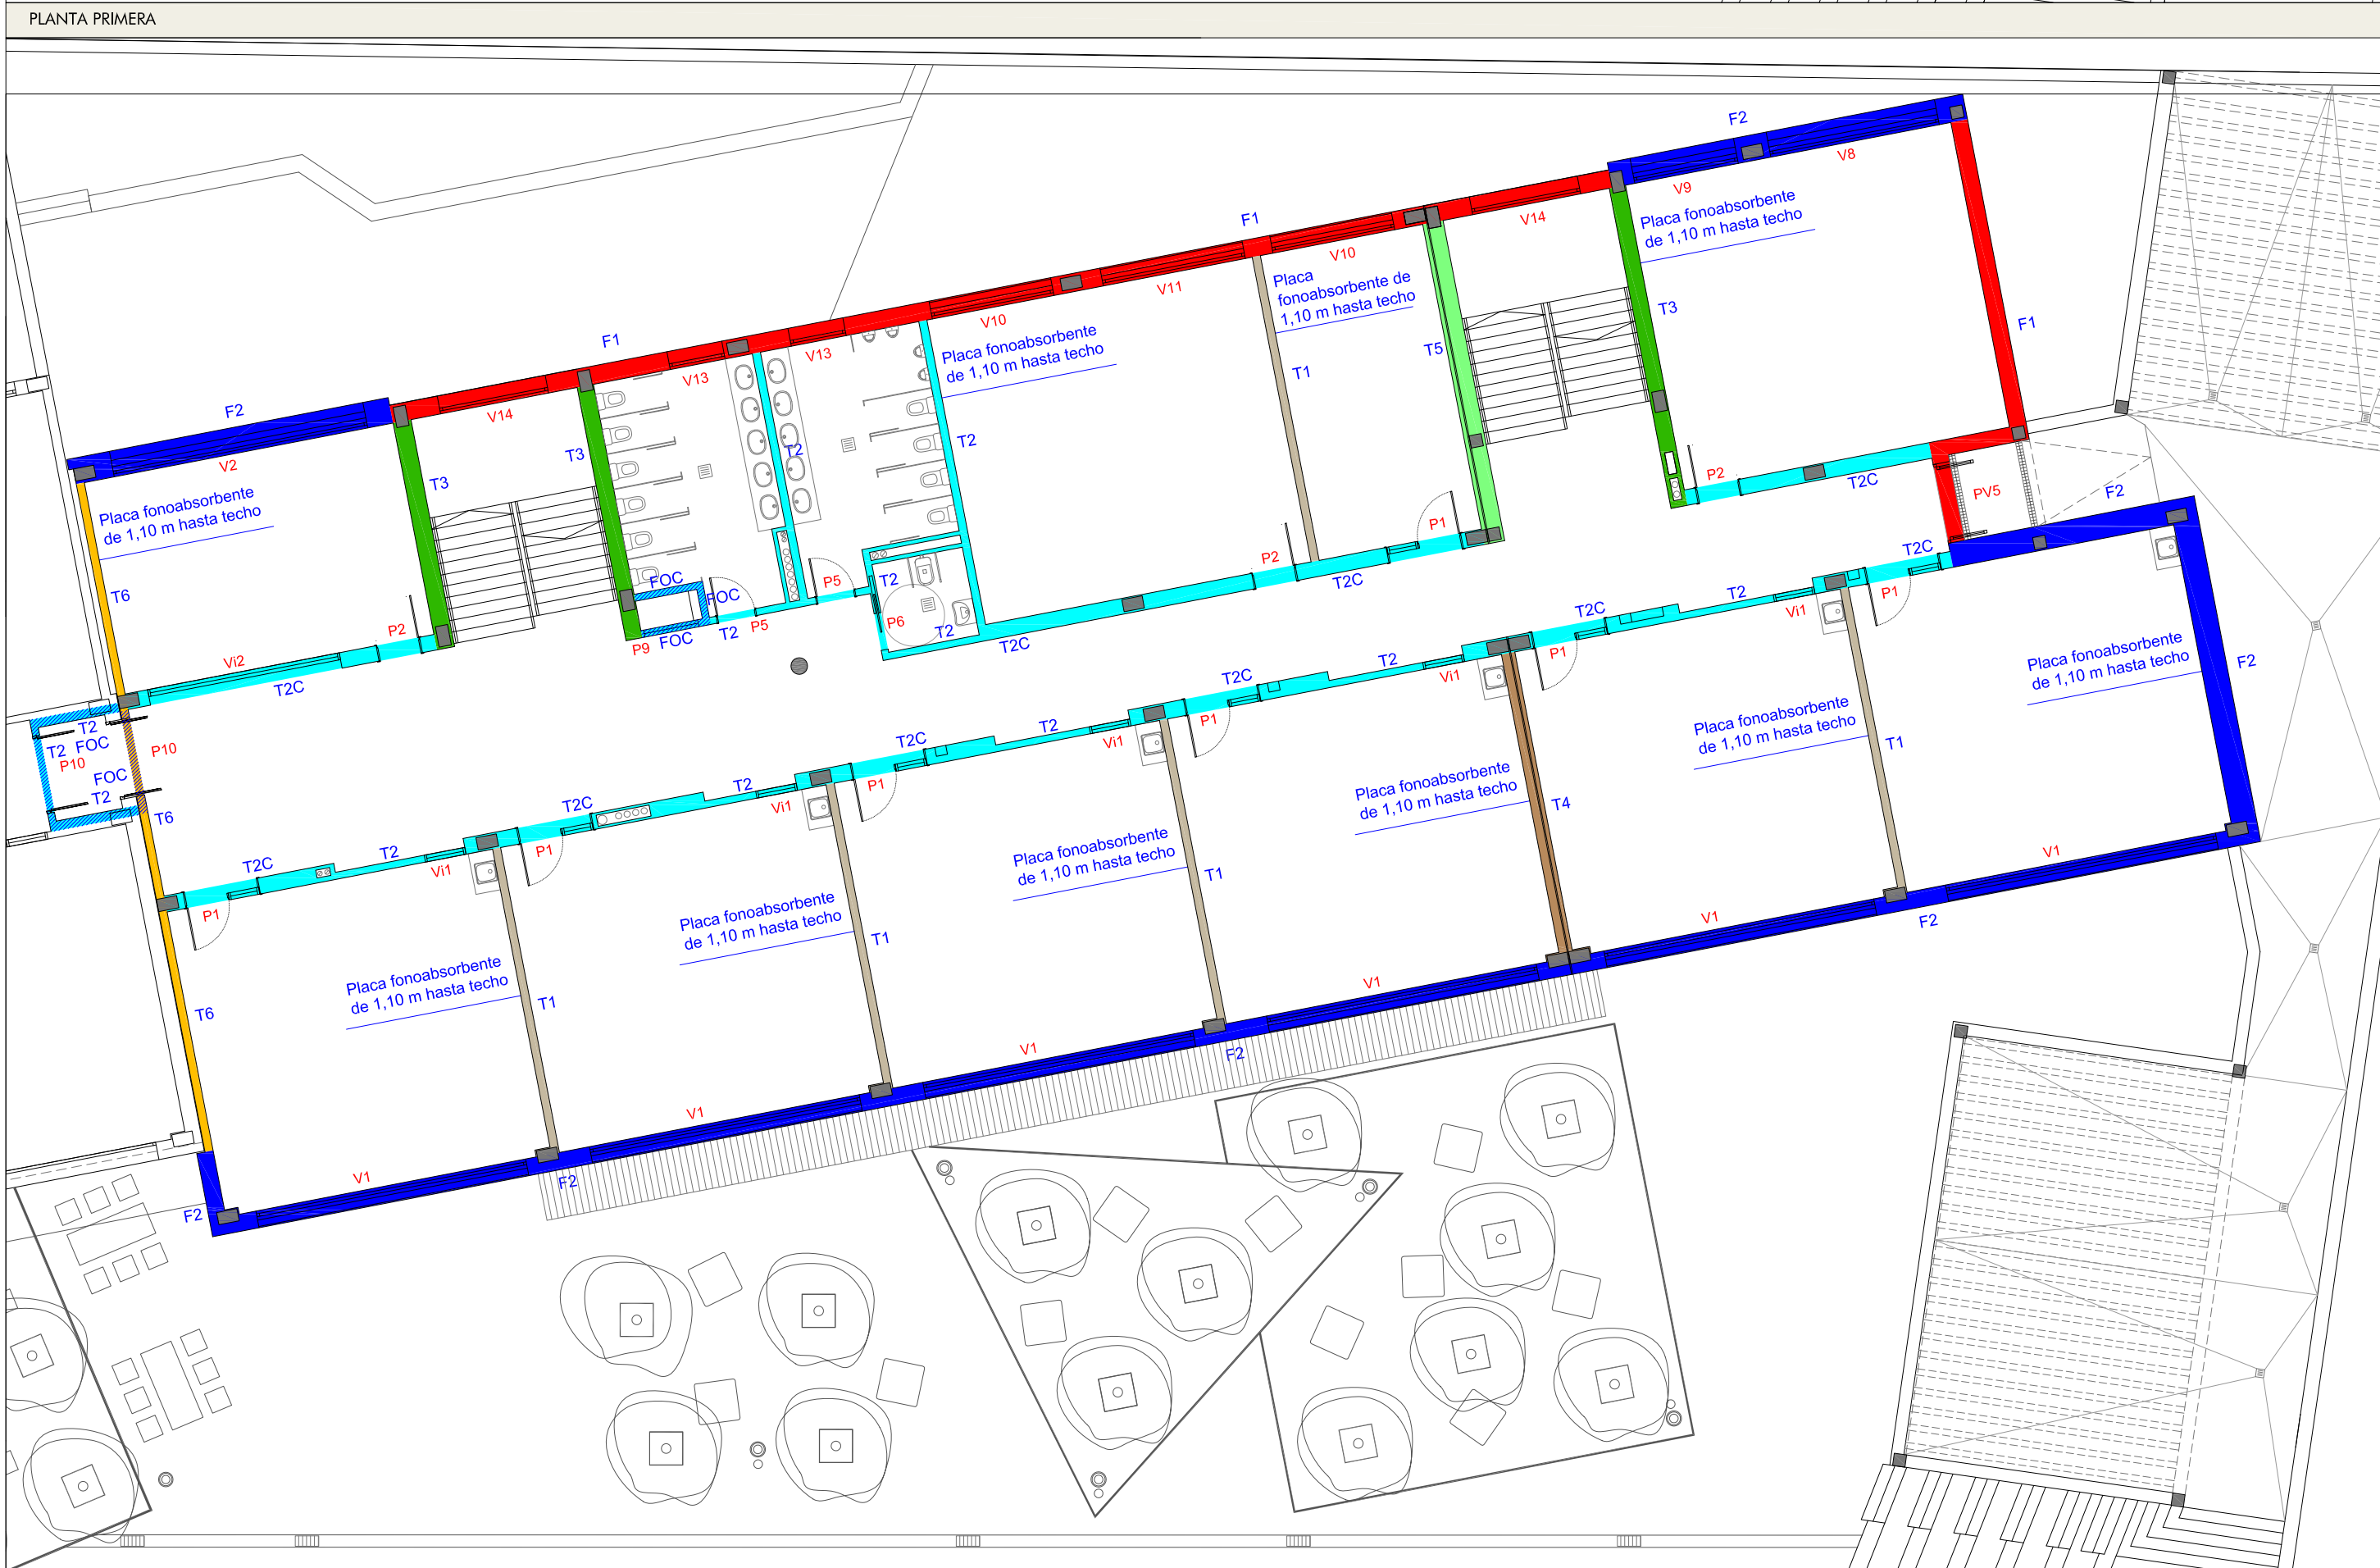 PLANTA PRIMERA
F2
V8
V9
Placa fonoabsorbente
de 1,10 m hasta techo
F1
V14
V10
Placa
fonoabsorbente de
1,10 m hasta techo
V11
V10
T3
F1
T5
T1
F1
V13
V13
Placa fonoabsorbente
de 1,10 m hasta techo
F2
V14
V2
T3
T2
T2
T3
Placa fonoabsorbente
de 1,10 m hasta techo
P2
T2C
PV5
F2
P1
P2
T2C
T2C
P1
T2
T6
FOC
FOC
P5
T2
P6
P5
T2
FOC
P9
T2
T2C
P2
Vi2
T2C
T2C
P1
T2
Vi1
Placa fonoabsorbente
de 1,10 m hasta techo
F2
T2C
P1
T2
Vi1
Placa fonoabsorbente
de 1,10 m hasta techo
T1
T2
T2
FOC
P10
P10
FOC
T2
T6
T2C
P1
T2
Vi1
Placa fonoabsorbente
de 1,10 m hasta techo
T4
T2C
P1
T2
Vi1
Placa fonoabsorbente
de 1,10 m hasta techo
T1
T2C
P1
T2
Vi1
Placa fonoabsorbente
de 1,10 m hasta techo
T1
V1
V1
F2
T6
Placa fonoabsorbente
de 1,10 m hasta techo
T1
V1
V1
F2
V1
V1
F2
F2